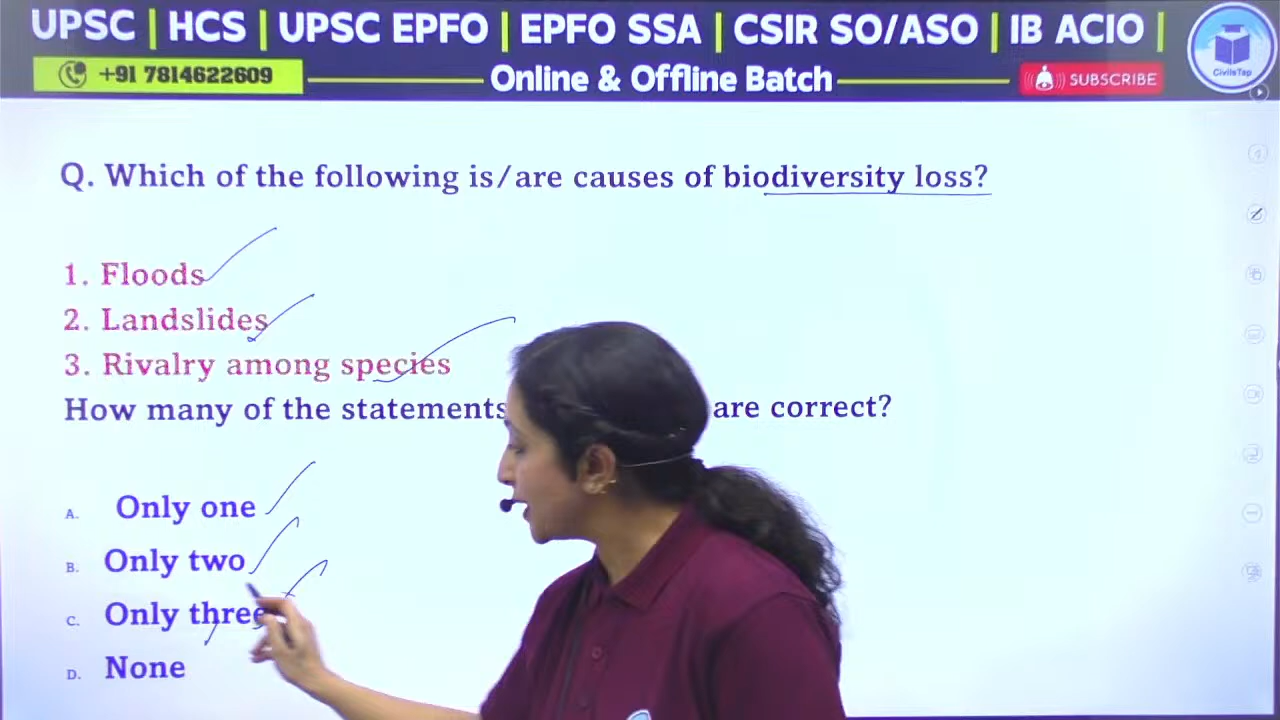 UPSC | HCS | UPSC EPFO | EPFO SSA | CSIR SO/ASO | IB ACIO |
+91 7814622609
Online & Offline Batch
SUBSCRIBE
CivilsTap
Q. Which of the following is/are causes of biodiversity loss?
1. Floods
2. Landslides
3. Rivalry among species
How many of the statements are correct?
A. Only one
B. Only two
C. Only three
D. None